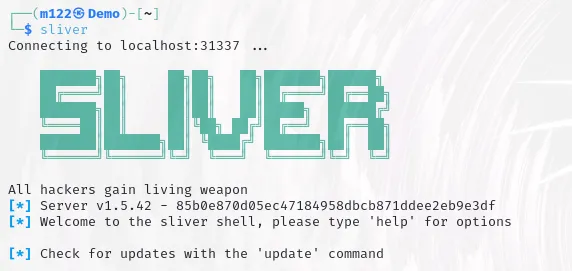 ┌──(m122㉿Demo)-[~]
└─$ sliver
Connecting to localhost:31337 ...
SLIVER
All hackers gain living weapon
[*] Server v1.5.42 - 85b0e870d05ec47184958dbcb871ddee2eb9e3df
[*] Welcome to the sliver shell, please type 'help' for options
[*] Check for updates with the 'update' command